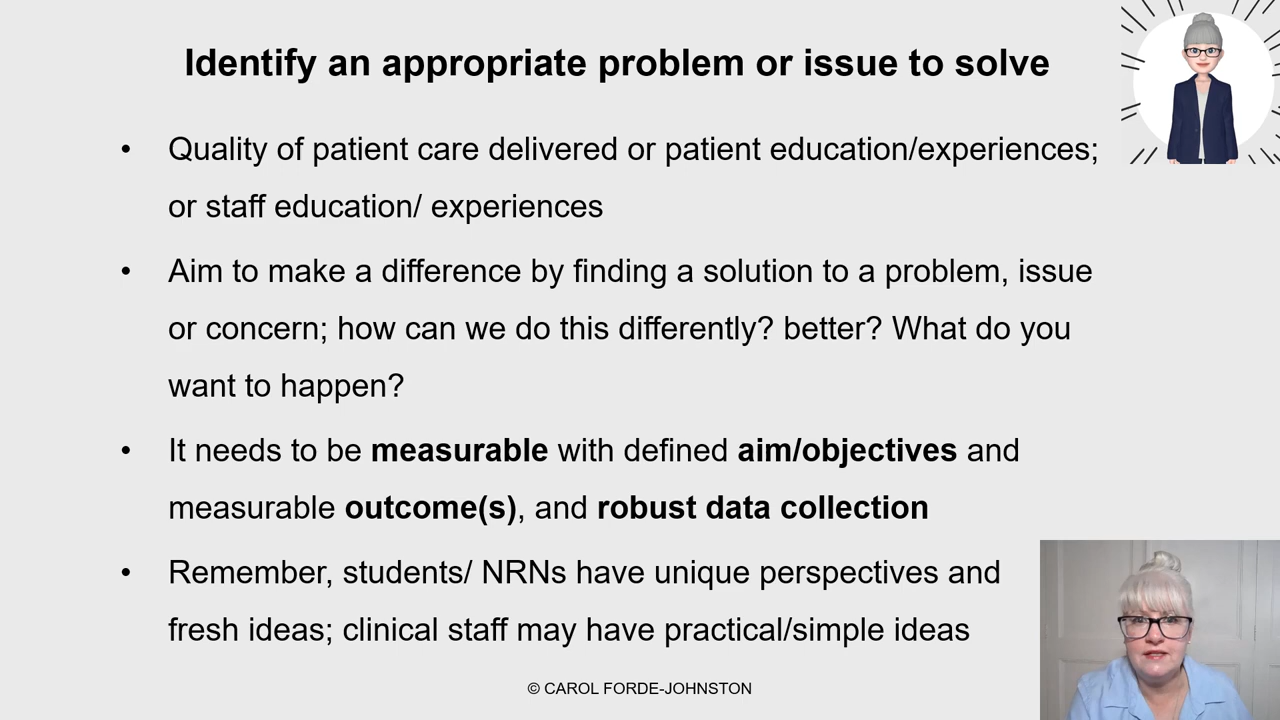 Identify an appropriate problem or issue to solve
• Quality of patient care delivered or patient education/experiences;
or staff education/ experiences
• Aim to make a difference by finding a solution to a problem, issue
or concern; how can we do this differently? better? What do you
want to happen?
• It needs to be measurable with defined aim/objectives and
measurable outcome(s), and robust data collection
• Remember, students/ NRNs have unique perspectives and
fresh ideas; clinical staff may have practical/simple ideas
© CAROL FORDE-JOHNSTON